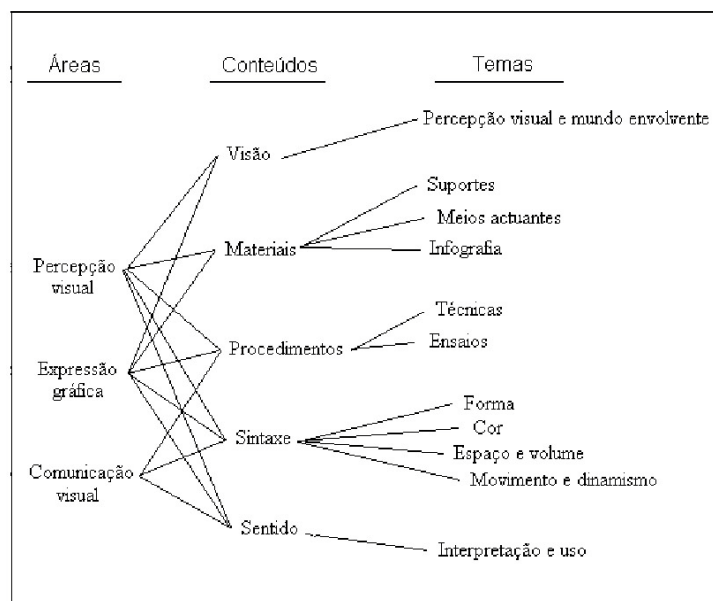 Áreas
Conteúdos
Temas
Percepção visual e mundo envolvente
Visão
Suportes
Meios actuantes
Materiais
Infografia
Percepção
visual
Técnicas
Procedimentos
Ensaios
Expressão
gráfica
Forma
Cor
Sintaxe
Espaço e volume
Comunicação
visual
Movimento e dinamismo
Sentido
Interpretação e uso